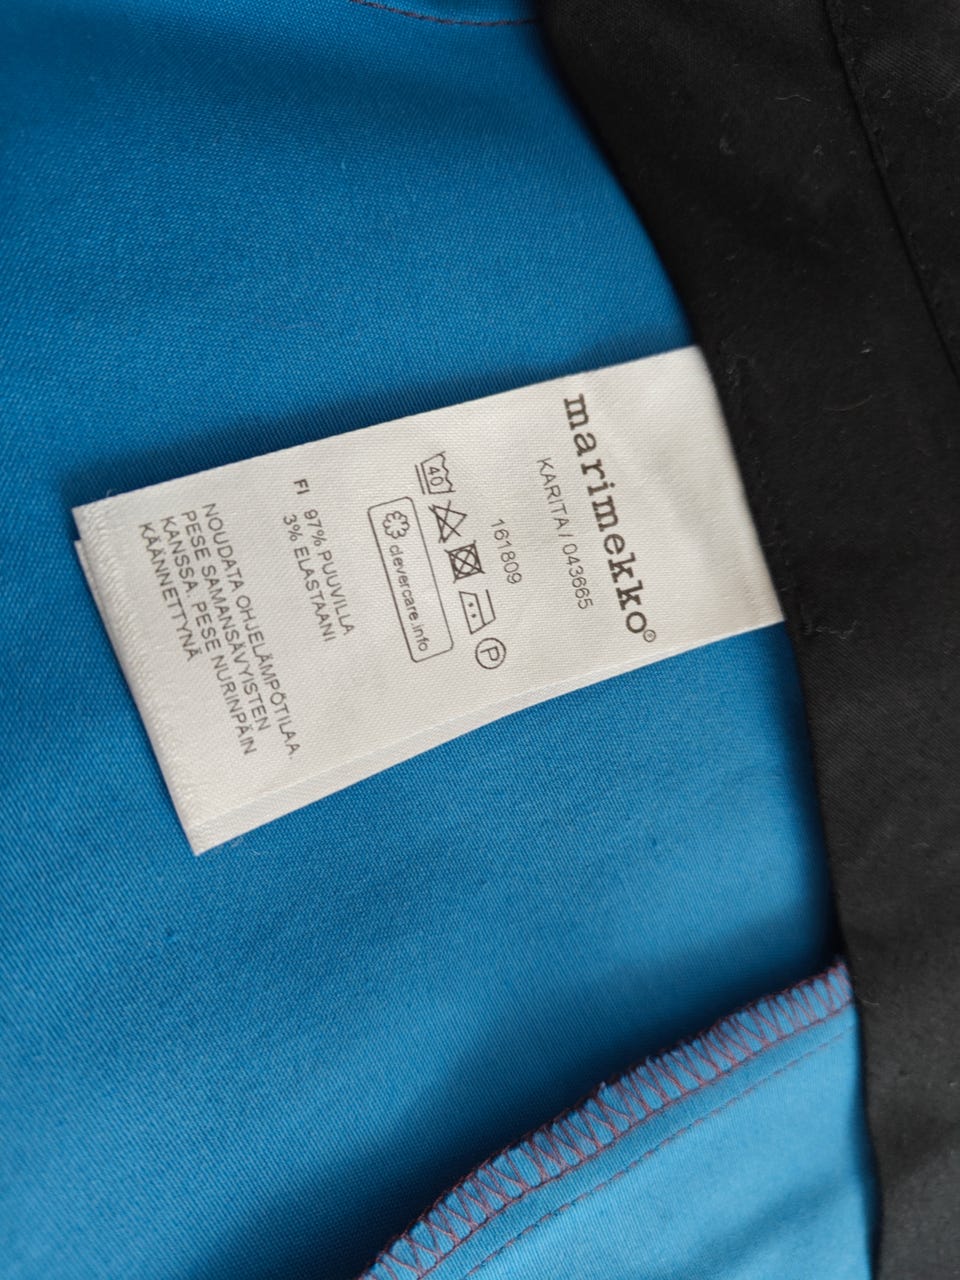 marimekko®
KARITA / 043665
161809
40 P
clevercare.info
FI 97% PUUVILLA
3% ELASTAANI
NOUDATA OHJELÄMPÖTILAA.
PESE SAMANSÄVYISTEN
KANSSA. PESE NURINPÄIN
KÄÄNNETTYNÄ